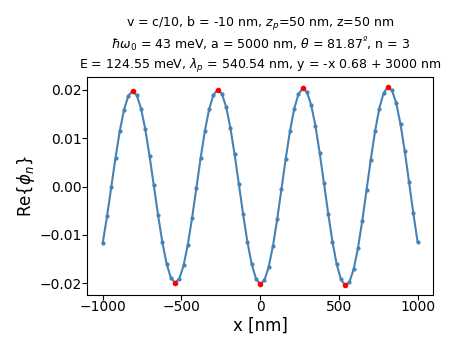 v = c/10, b = -10 nm, z_p=50 nm, z=50 nm
ℏω₀ = 43 meV, a = 5000 nm, θ = 81.87°, n = 3
E = 124.55 meV, λ_p = 540.54 nm, y = -x 0.68 + 3000 nm
0.02
0.01
0.00
−0.01
−0.02
Re{ϕ_n}
−1000 −500 0 500 1000
x [nm]